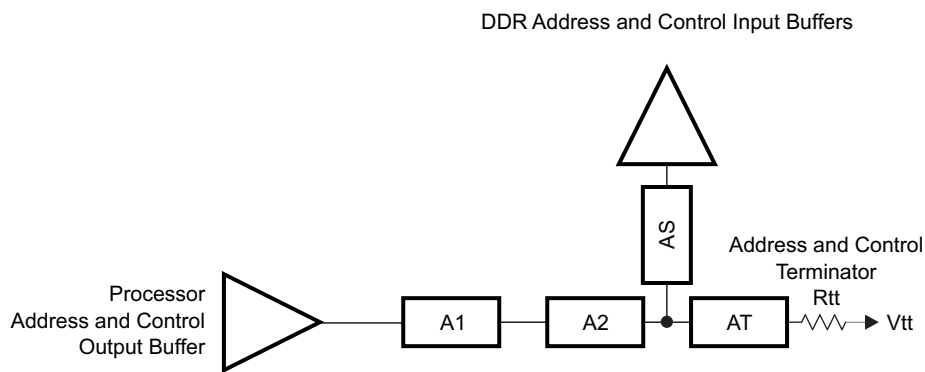 DDR Address and Control Input Buffers
AS
Address and Control
Terminator
Rtt
Processor
Address and Control
Output Buffer
A1
A2
AT
Vtt